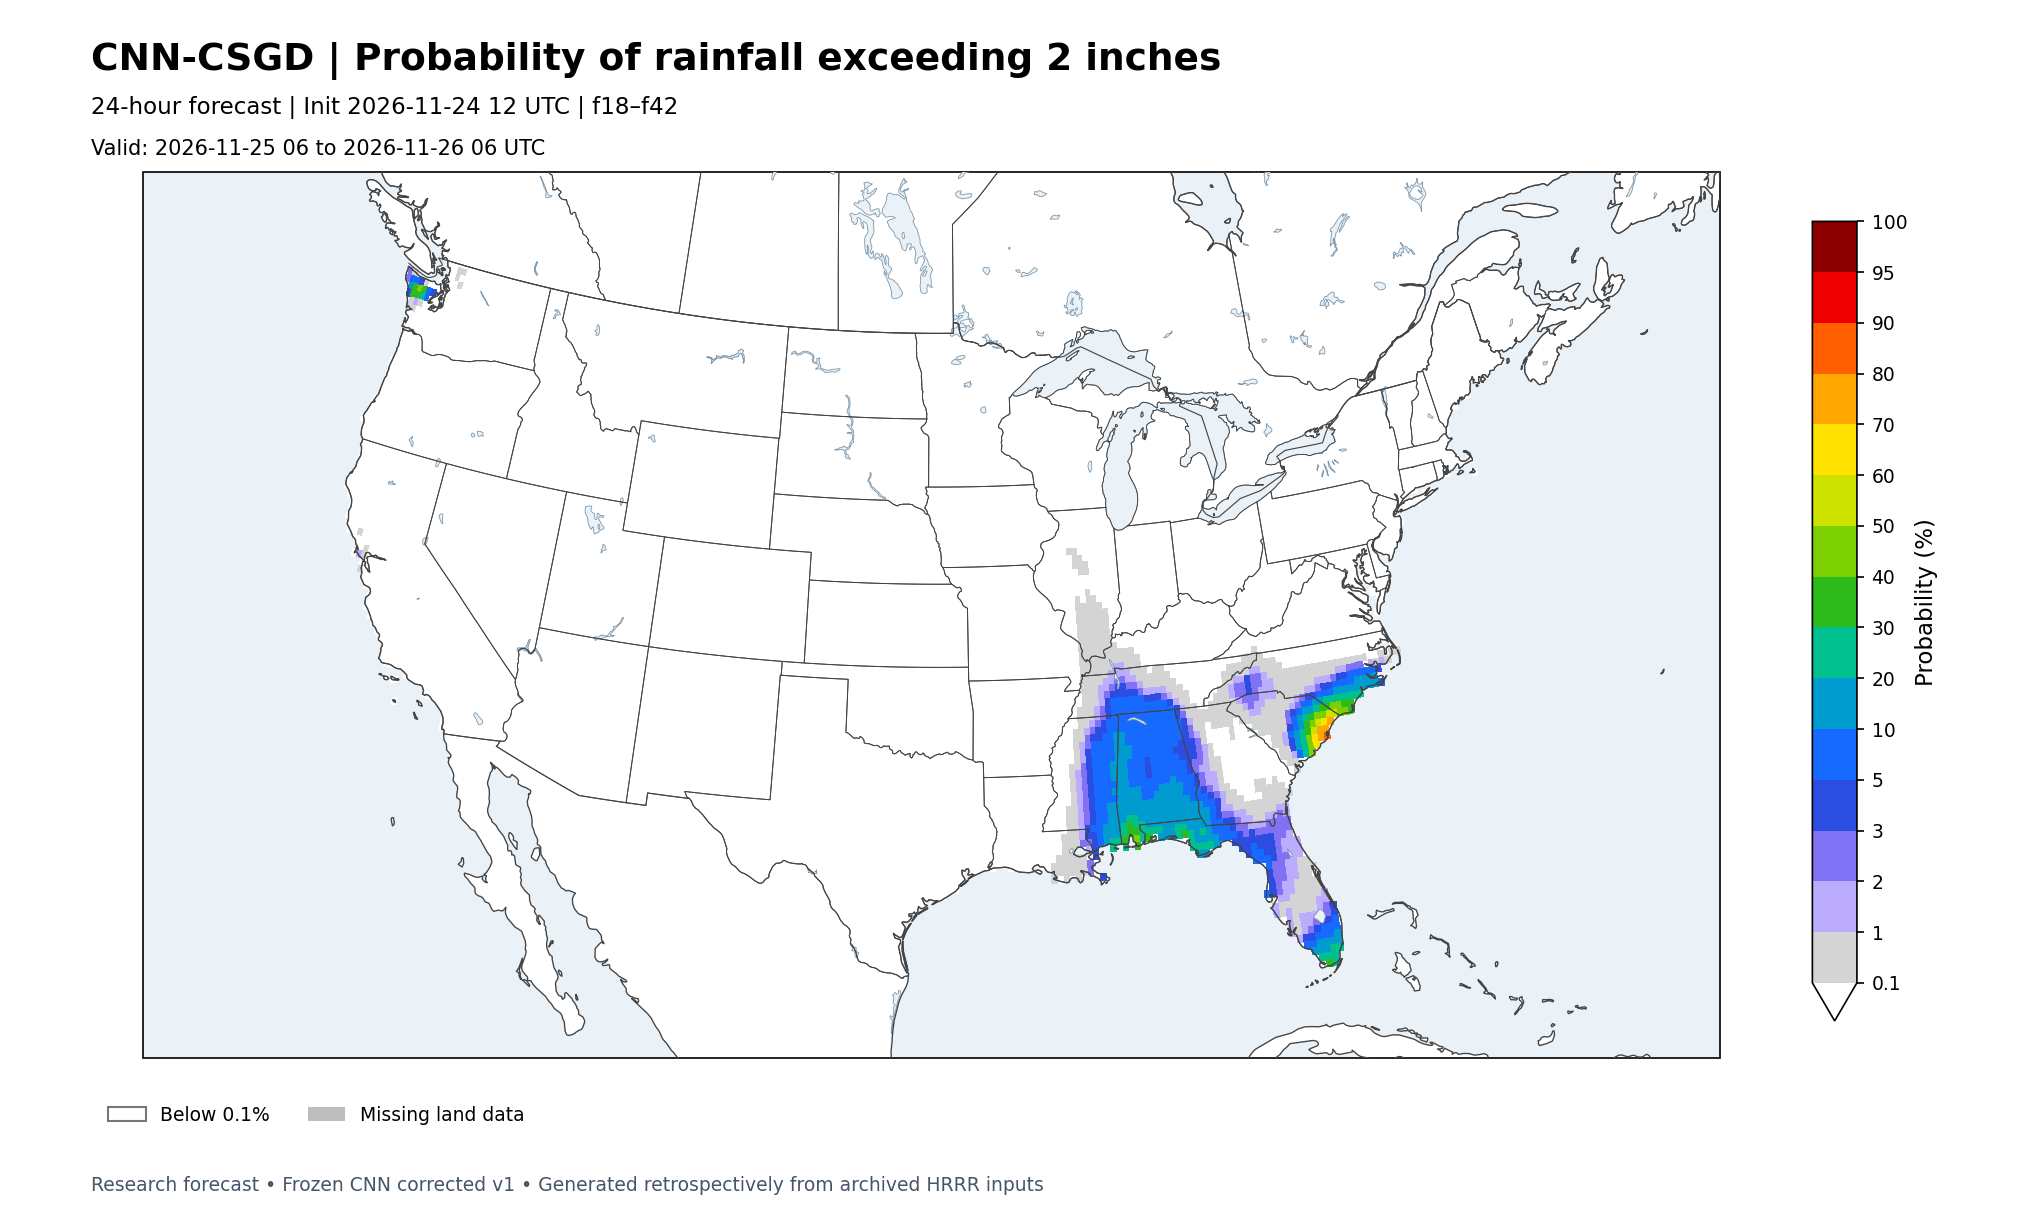 CNN-CSGD | Probability of rainfall exceeding 2 inches
24-hour forecast | Init 2026-11-24 12 UTC | f18–f42
Valid: 2026-11-25 06 to 2026-11-26 06 UTC
100
95
90
80
70
60
50
40
30
20
10
5
3
2
1
0.1
Probability (%)
Below 0.1%
Missing land data
Research forecast • Frozen CNN corrected v1 • Generated retrospectively from archived HRRR inputs